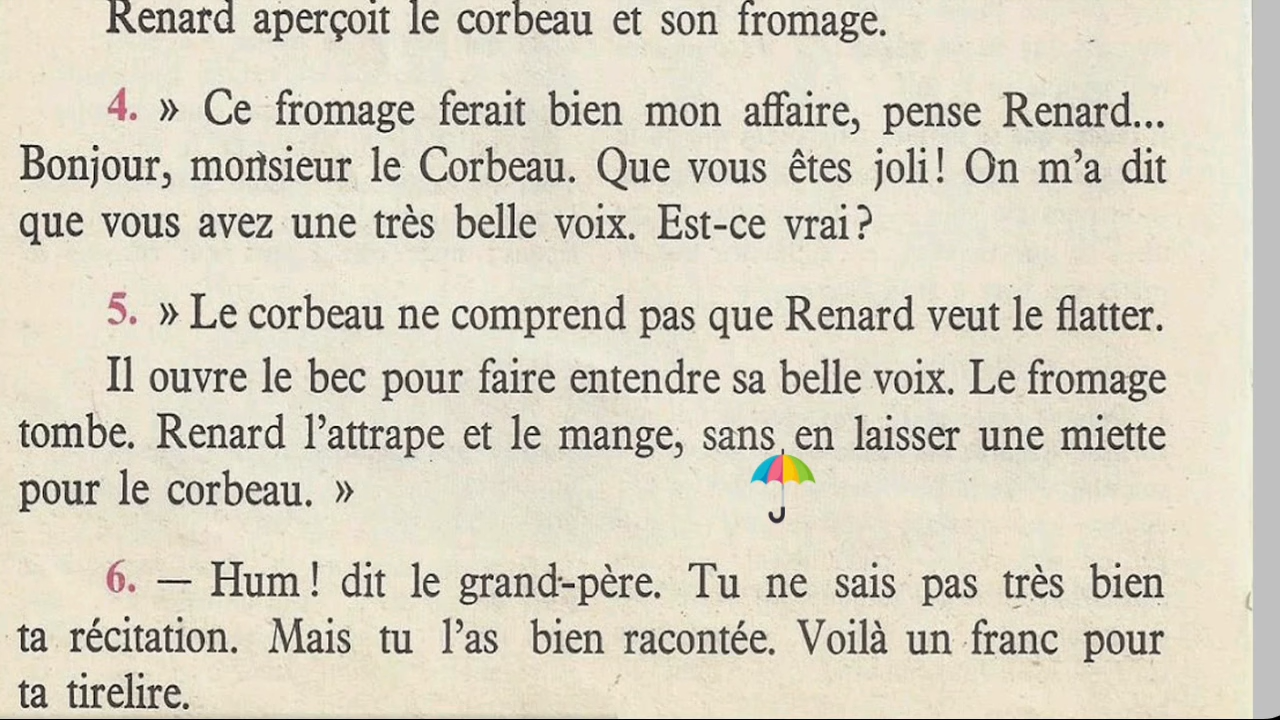 Renard aperçoit le corbeau et son fromage.
4. » Ce fromage ferait bien mon affaire, pense Renard...
Bonjour, monsieur le Corbeau. Que vous êtes joli! On m’a dit
que vous avez une très belle voix. Est-ce vrai?
5. » Le corbeau ne comprend pas que Renard veut le flatter.
Il ouvre le bec pour faire entendre sa belle voix. Le fromage
tombe. Renard l’attrape et le mange, sans en laisser une miette
pour le corbeau. »
6. — Hum! dit le grand-père. Tu ne sais pas très bien
ta récitation. Mais tu l’as bien racontée. Voilà un franc pour
ta tirelire.